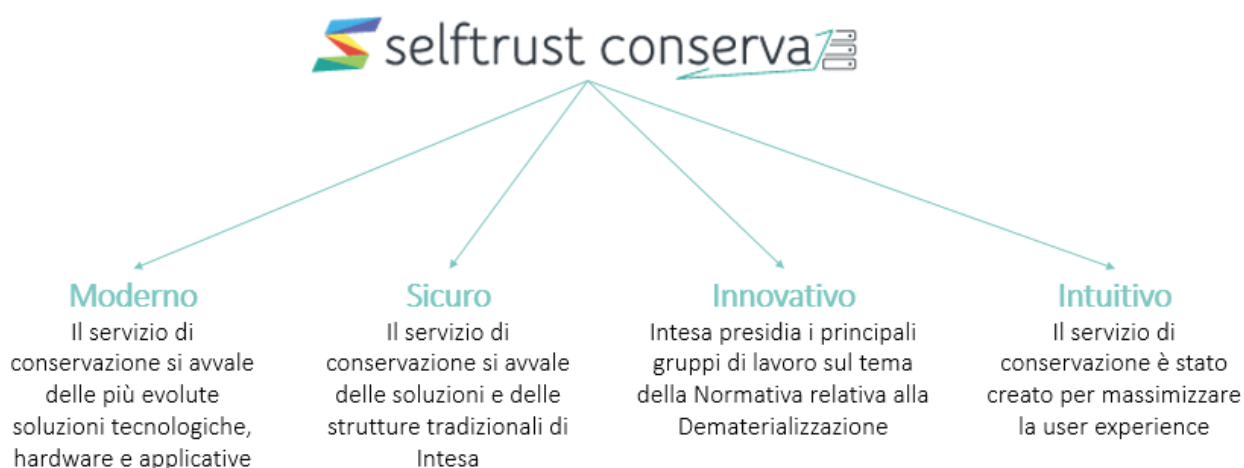 selftrust conserva
Moderno
Il servizio di
conservazione si avvale
delle più evolute
soluzioni tecnologiche,
hardware e applicative
Sicuro
Il servizio di
conservazione si avvale
delle soluzioni e delle
strutture tradizionali di
Intesa
Innovativo
Intesa presidia i principali
gruppi di lavoro sul tema
della Normativa relativa alla
Dematerializzazione
Intuitivo
Il servizio di
conservazione è stato
creato per massimizzare
la user experience